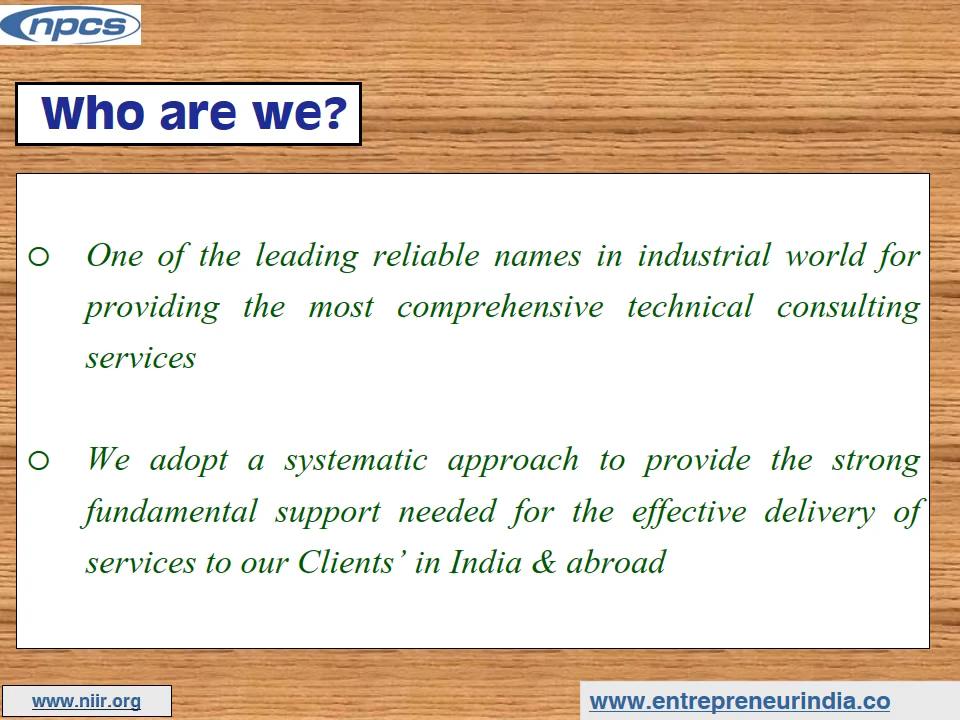 npcs
Who are we?
o One of the leading reliable names in industrial world for
providing the most comprehensive technical consulting
services
o We adopt a systematic approach to provide the strong
fundamental support needed for the effective delivery of
services to our Clients’ in India & abroad
www.niir.org
www.entrepreneurindia.co